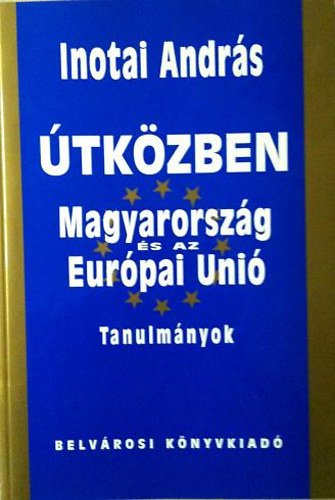 Inotai András
ÚTKÖZBEN
Magyarország
ÉS AZ
Európai Unió
Tanulmányok
BELVÁROSI KÖNYVKIADÓ